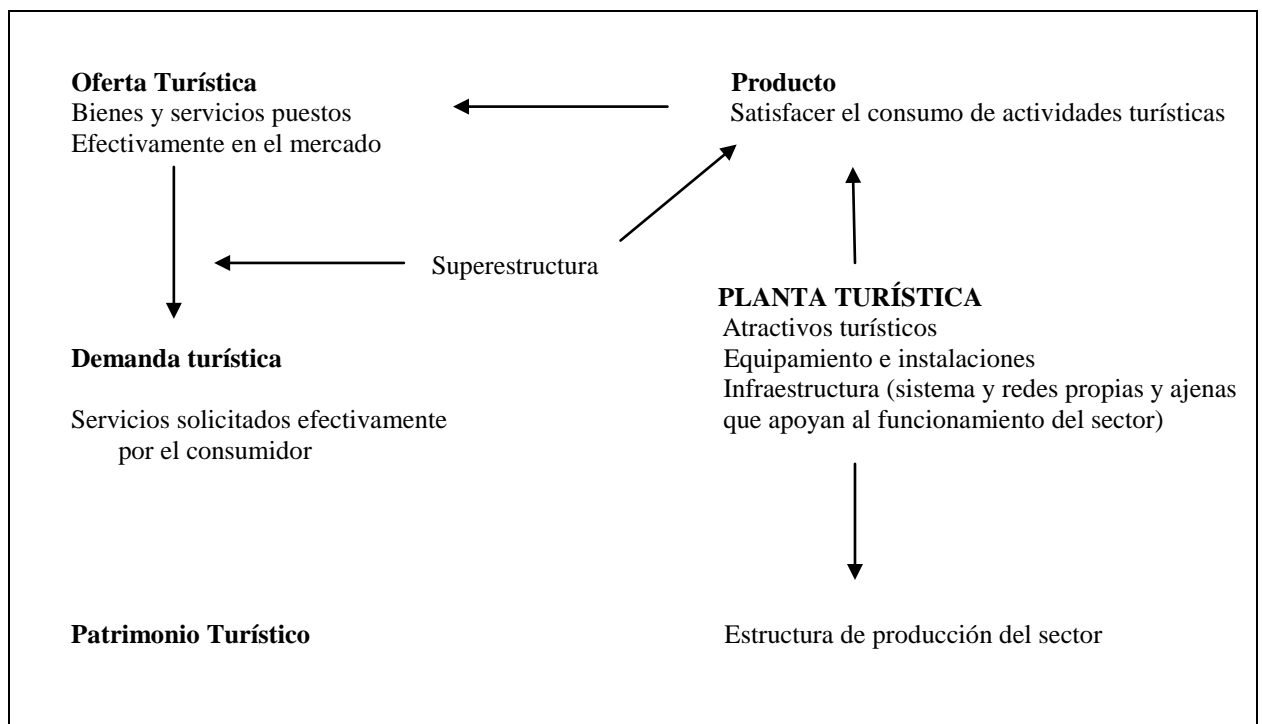 Oferta Turística
Bienes y servicios puestos
Efectivamente en el mercado
Producto
Satisfacer el consumo de actividades turísticas
Superestructura
PLANTA TURÍSTICA
Atractivos turísticos
Equipamiento e instalaciones
Infraestructura (sistema y redes propias y ajenas
que apoyan al funcionamiento del sector)
Demanda turística
Servicios solicitados efectivamente
por el consumidor
Patrimonio Turístico
Estructura de producción del sector